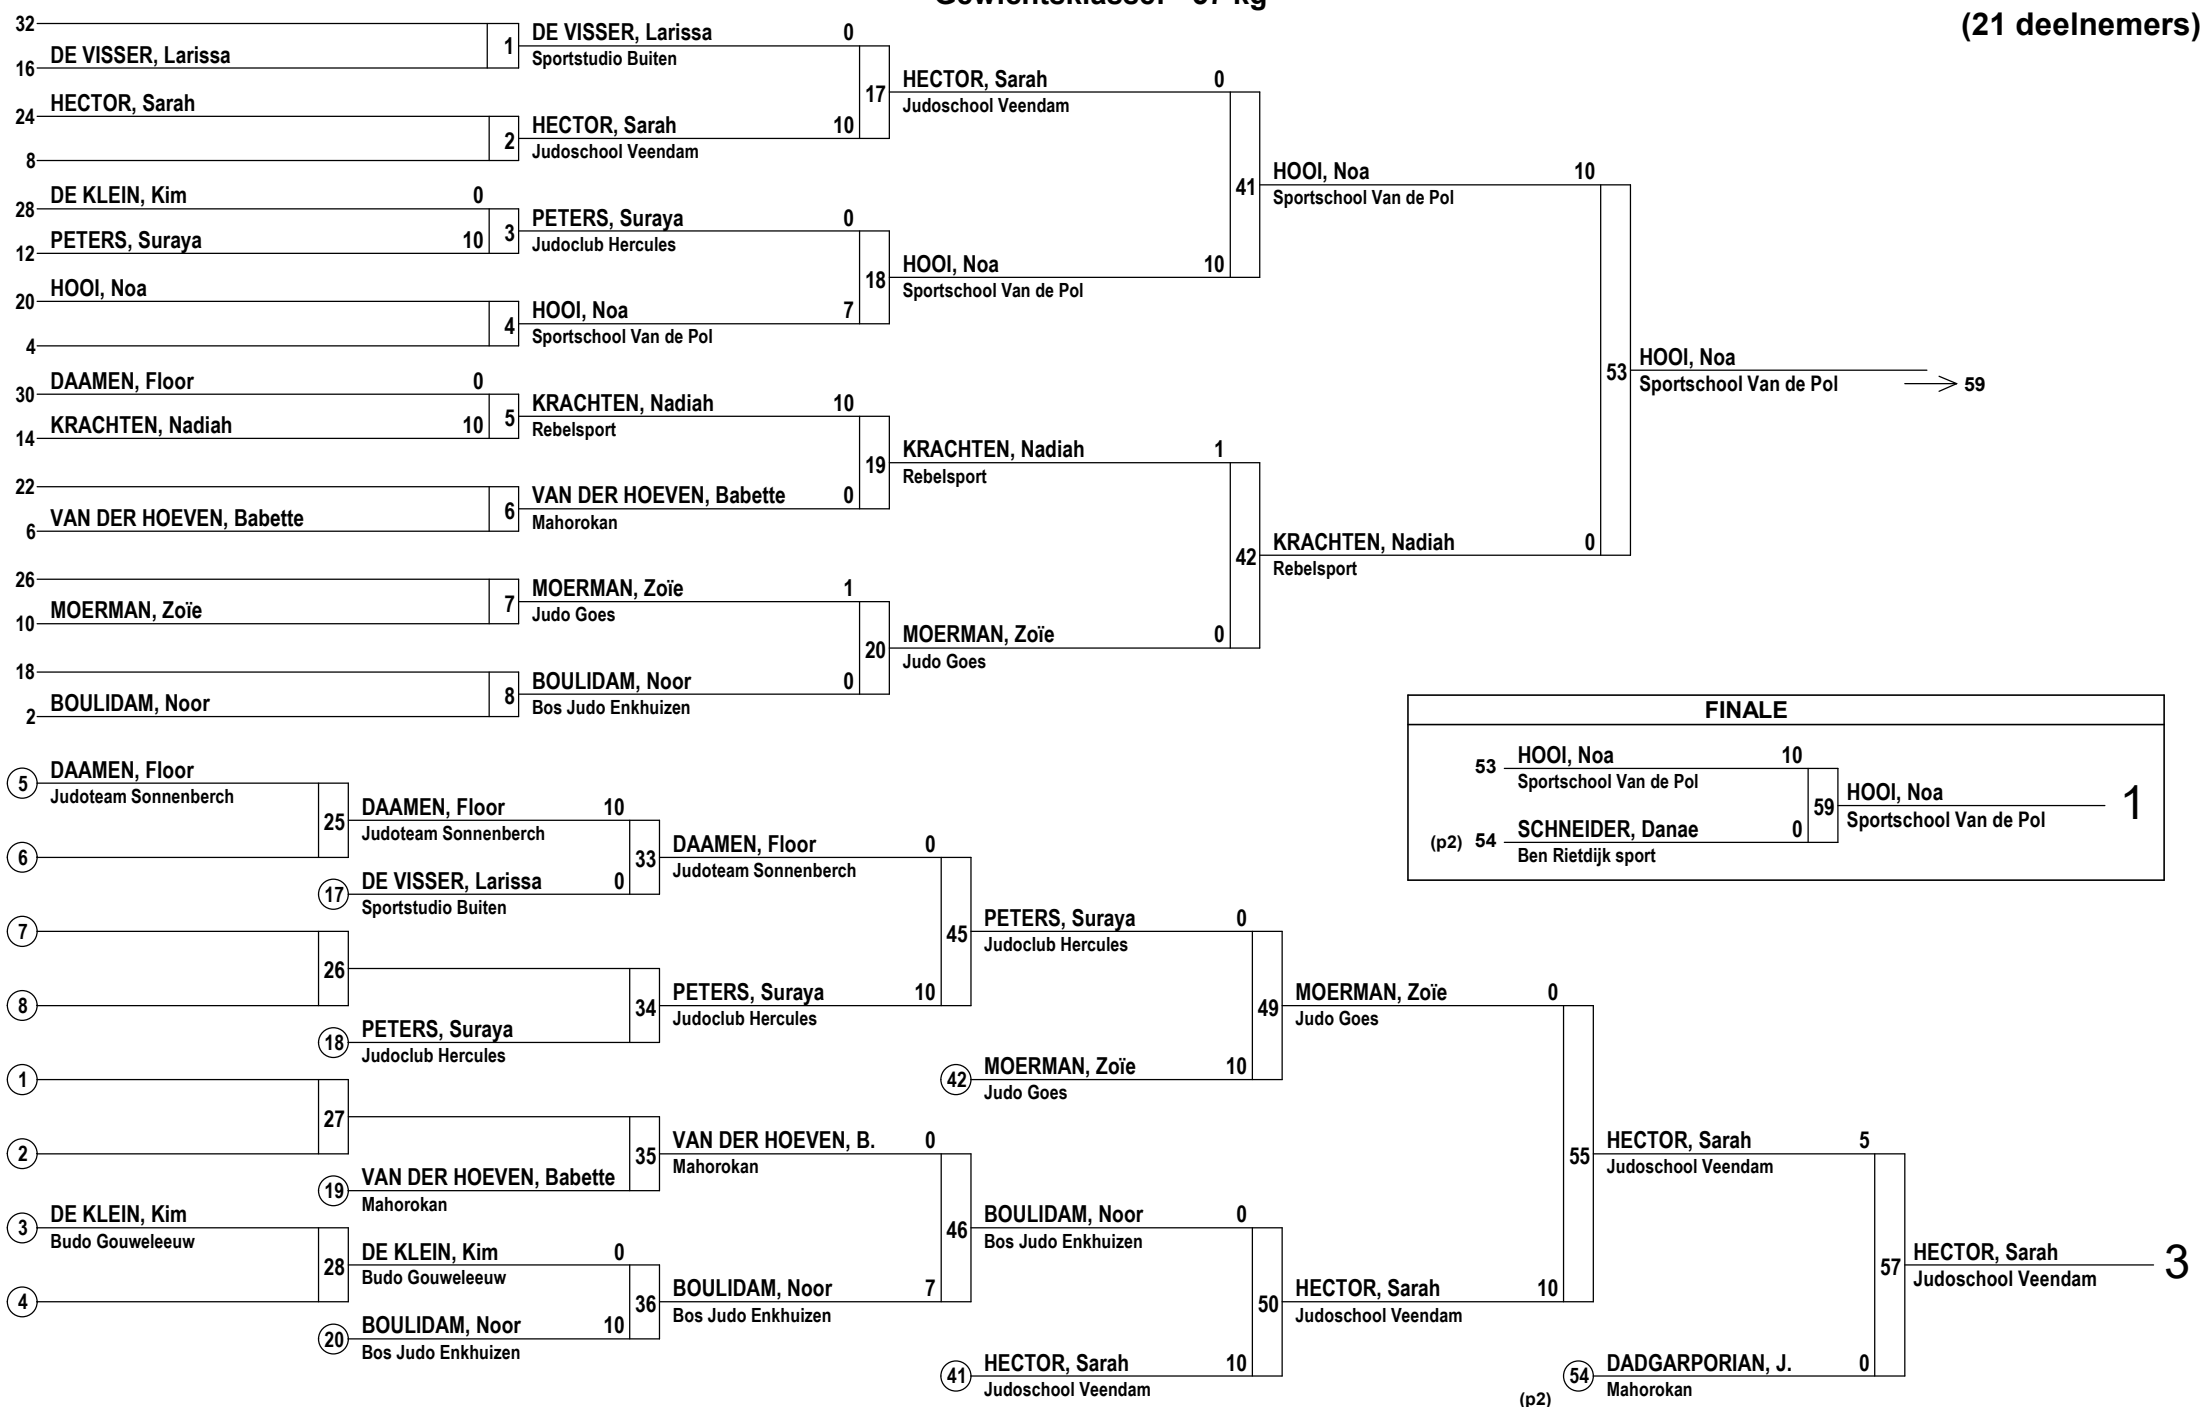 (21 deelnemers)
32
DE VISSER, Larissa
16
1
DE VISSER, Larissa 0
Sportstudio Buiten
HECTOR, Sarah
24
8
2
HECTOR, Sarah 10
Judoschool Veendam
17
HECTOR, Sarah 0
Judoschool Veendam
DE KLEIN, Kim 0
28
PETERS, Suraya 10
12
3
PETERS, Suraya 0
Judoclub Hercules
HOOI, Noa
20
4
4
HOOI, Noa 7
Sportschool Van de Pol
18
HOOI, Noa 10
Sportschool Van de Pol
41
HOOI, Noa 10
Sportschool Van de Pol
DAAMEN, Floor 0
30
KRACHTEN, Nadiah 10
14
5
KRACHTEN, Nadiah 10
Rebelsport
22
VAN DER HOEVEN, Babette
6
6
VAN DER HOEVEN, Babette 0
Mahorokan
19
KRACHTEN, Nadiah 1
Rebelsport
26
MOERMAN, Zoïe
10
7
MOERMAN, Zoïe 1
Judo Goes
18
BOULIDAM, Noor
2
8
BOULIDAM, Noor 0
Bos Judo Enkhuizen
20
MOERMAN, Zoïe 0
Judo Goes
42
KRACHTEN, Nadiah 0
Rebelsport
53
HOOI, Noa
Sportschool Van de Pol
59
FINALE
53
HOOI, Noa 10
Sportschool Van de Pol
(p2) 54
SCHNEIDER, Danae 0
Ben Rietdijk sport
59
HOOI, Noa
Sportschool Van de Pol
1
5
DAAMEN, Floor
Judoteam Sonnenberch
6
25
DAAMEN, Floor 10
Judoteam Sonnenberch
17
DE VISSER, Larissa 0
Sportstudio Buiten
33
DAAMEN, Floor 0
Judoteam Sonnenberch
7
8
26
18
PETERS, Suraya
Judoclub Hercules
34
PETERS, Suraya 10
Judoclub Hercules
45
PETERS, Suraya 0
Judoclub Hercules
42
MOERMAN, Zoïe 10
Judo Goes
49
MOERMAN, Zoïe 0
Judo Goes
1
2
27
19
VAN DER HOEVEN, Babette
Mahorokan
35
VAN DER HOEVEN, B. 0
Mahorokan
3
DE KLEIN, Kim
Budo Gouweleeuw
4
28
DE KLEIN, Kim 0
Budo Gouweleeuw
20
BOULIDAM, Noor 10
Bos Judo Enkhuizen
36
BOULIDAM, Noor 7
Bos Judo Enkhuizen
46
BOULIDAM, Noor 0
Bos Judo Enkhuizen
41
HECTOR, Sarah 10
Judoschool Veendam
50
HECTOR, Sarah 10
Judoschool Veendam
55
HECTOR, Sarah 5
Judoschool Veendam
54
(p2)
DADGARPORIAN, J. 0
Mahorokan
57
HECTOR, Sarah
Judoschool Veendam
3